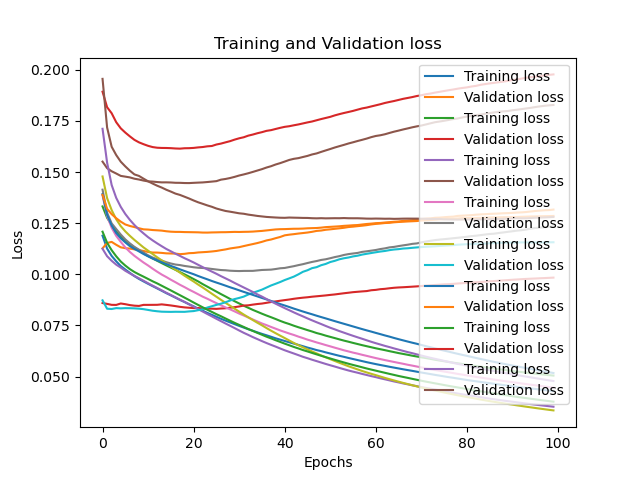 Training and Validation loss
Loss
0.200
0.175
0.150
0.125
0.100
0.075
0.050
0
20
40
60
80
100
Epochs
Training loss
Validation loss
Training loss
Validation loss
Training loss
Validation loss
Training loss
Validation loss
Training loss
Validation loss
Training loss
Validation loss
Training loss
Validation loss
Training loss
Validation loss